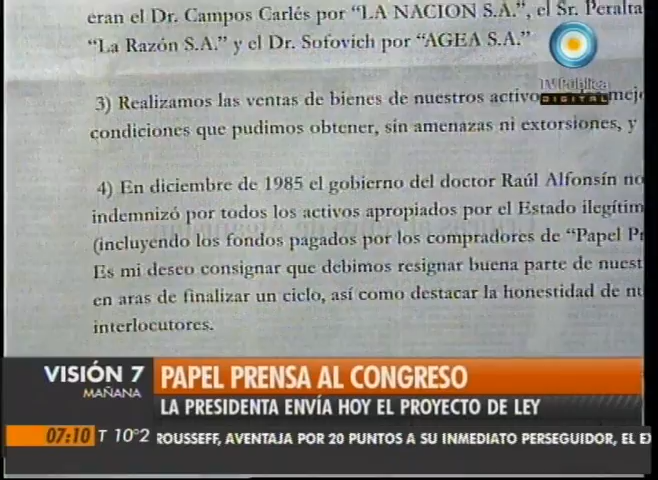 eran el Dr. Campos Carlés por “LA NACION S.A.”, el Sr. Peralta
“La Razón S.A.” y el Dr. Sofovich por “AGEA S.A.”
TV Pública
DIGITAL
3) Realizamos las ventas de bienes de nuestros
condiciones que pudimos obtener, sin amenazas ni extorsiones, y
4) En diciembre de 1985 el gobierno del doctor Raúl Alfonsín
indemnizó por todos los activos apropiados por el Estado
(incluyendo los fondos pagados por los compradores de “Papel
Es mi deseo consignar que debimos resignar buena parte de
en aras de finalizar un ciclo, así como destacar la honestidad de
interlocutores.
VISIÓN 7
MAÑANA
PAPEL PRENSA AL CONGRESO
LA PRESIDENTA ENVÍA HOY EL PROYECTO DE LEY
07:10 T 10°2 ROUSSEFF, AVENTAJA POR 20 PUNTOS A SU INMEDIATO PERSEGUIDOR, EL